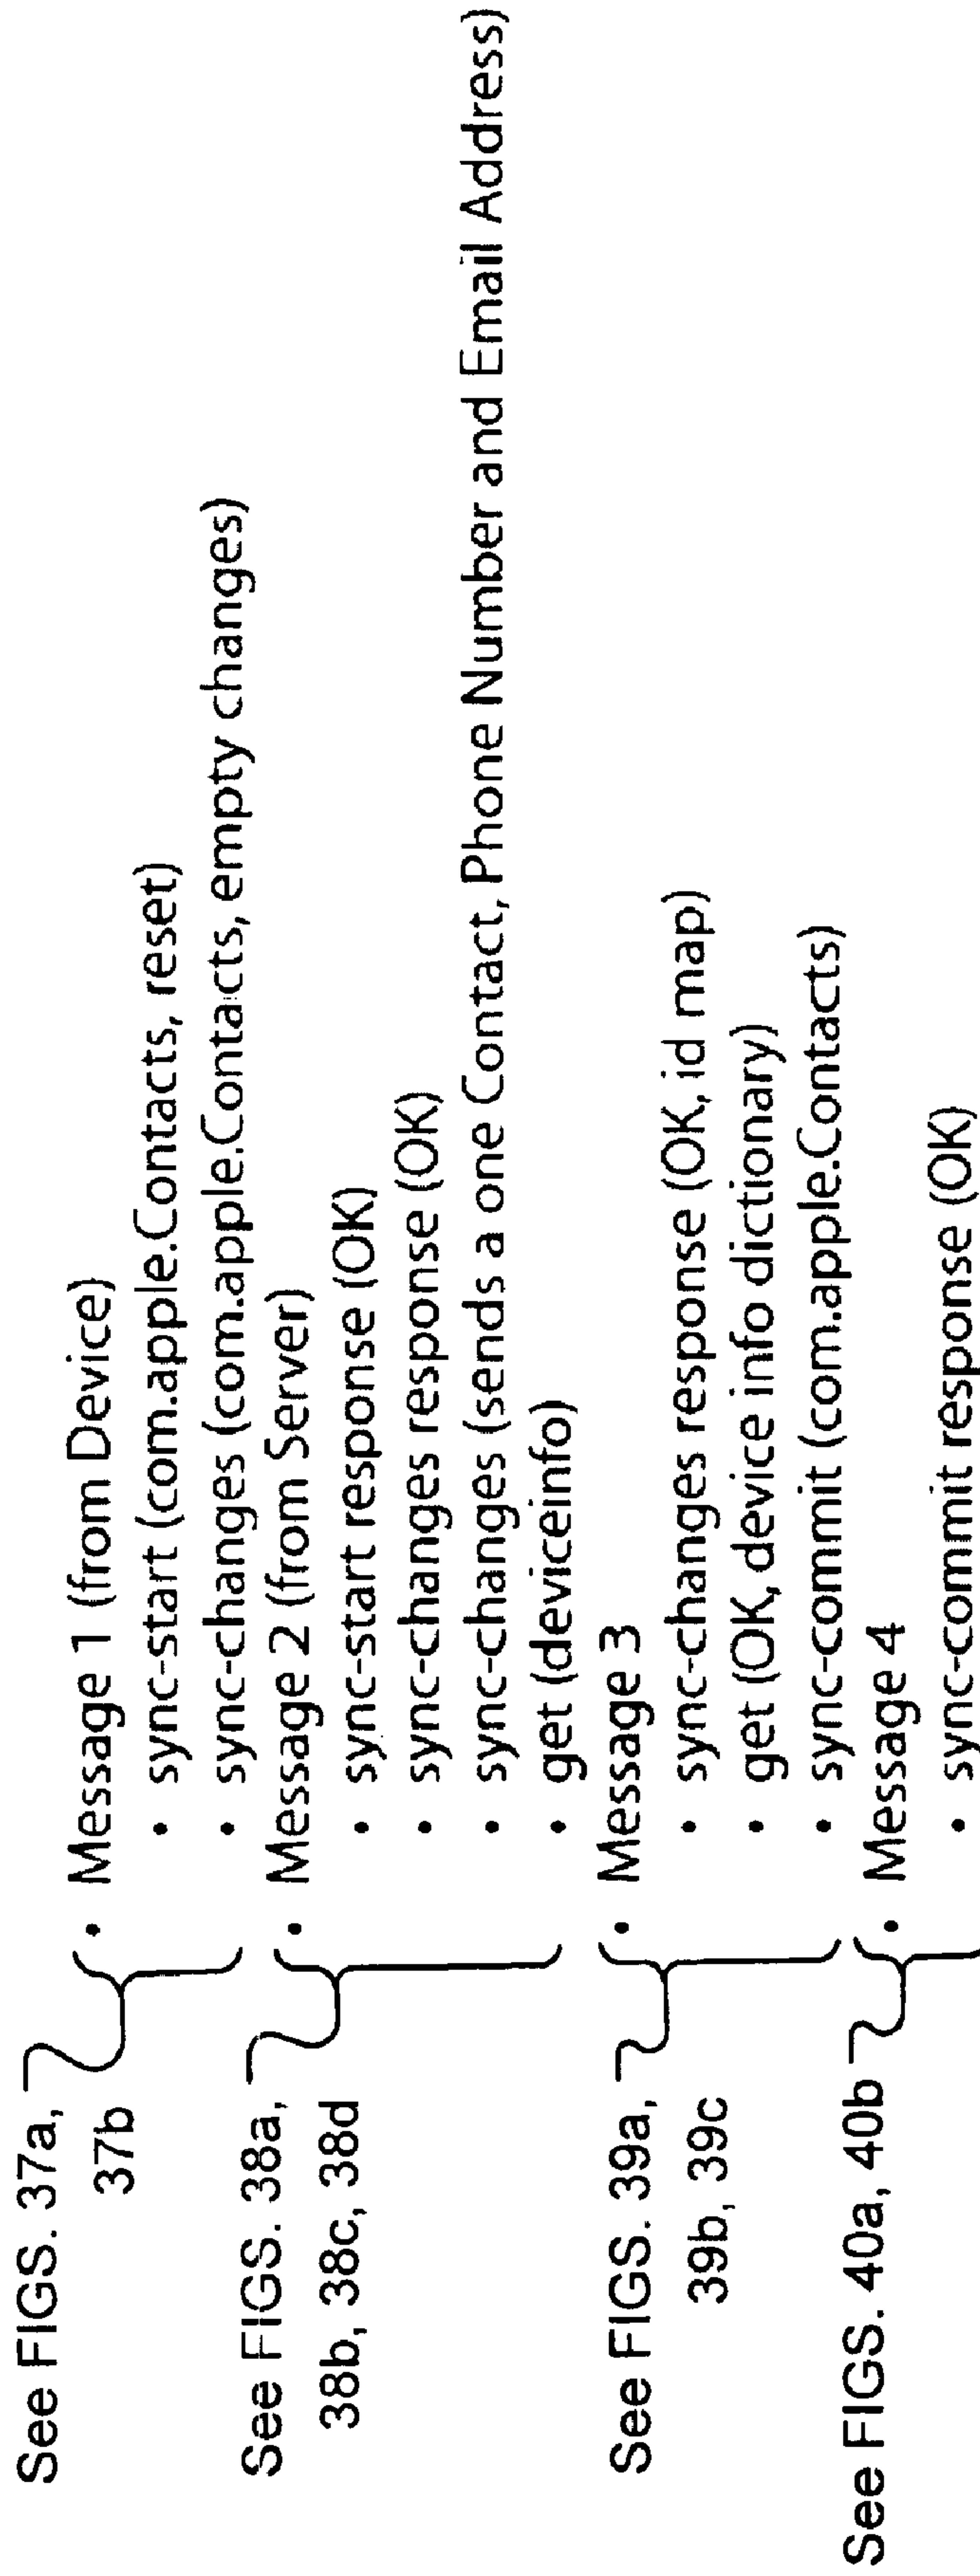 See FIGS. 37a,
37b
• Message 1 (from Device)
• sync-start (com.apple.Contacts, reset)
• sync-changes (com.apple.Contacts, empty changes)
See FIGS. 38a,
38b, 38c, 38d
• Message 2 (from Server)
• sync-start response (OK)
• sync-changes response (OK)
• sync-changes (sends a one Contact, Phone Number and Email Address)
• get (deviceinfo)
See FIGS. 39a,
39b, 39c
• Message 3
• sync-changes response (OK, id map)
• get (OK, device info dictionary)
• sync-commit (com.apple.Contacts)
See FIGS. 40a, 40b
• Message 4
• sync-commit response (OK)